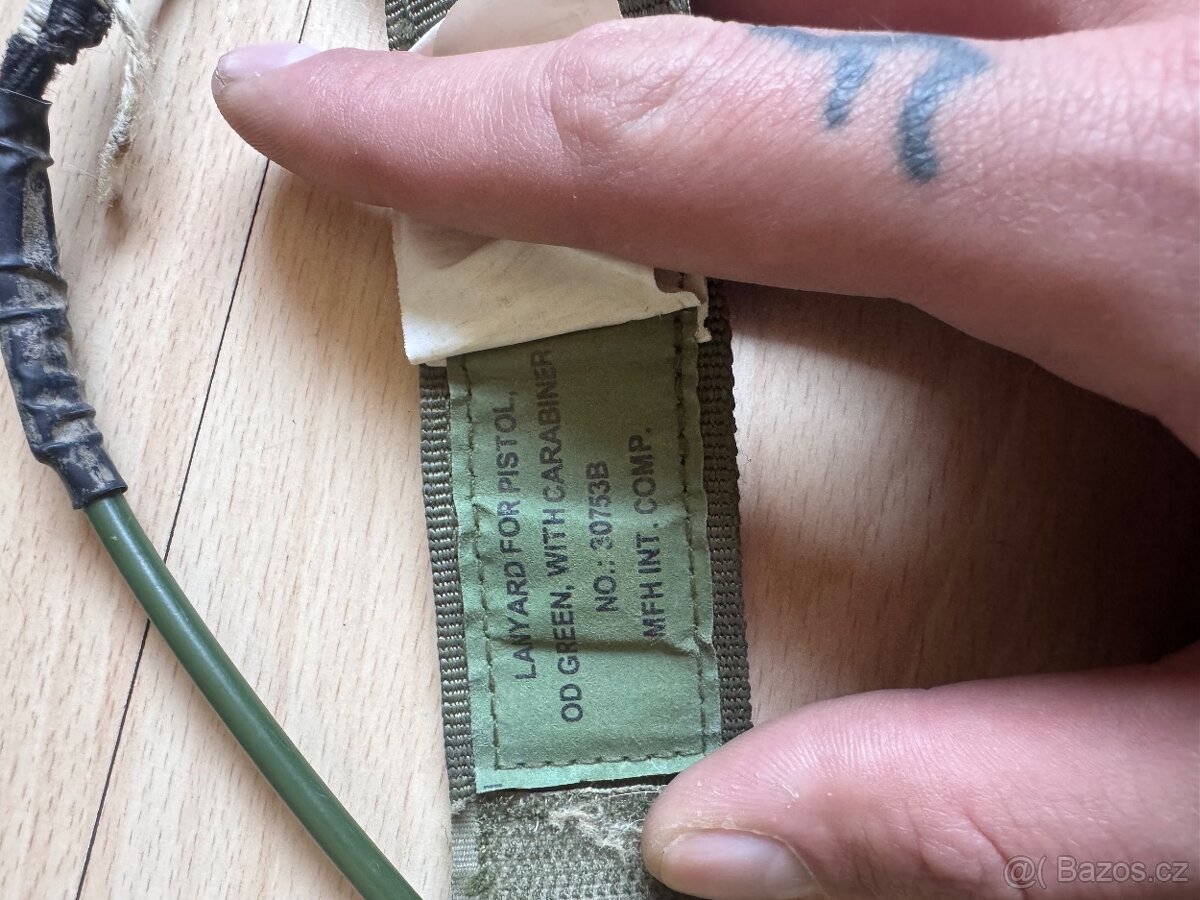 LANYARD FOR PISTOL,
OD GREEN, WITH CARABINER
NO.: 30753B
MFH INT. COMP.
Bazos.cz